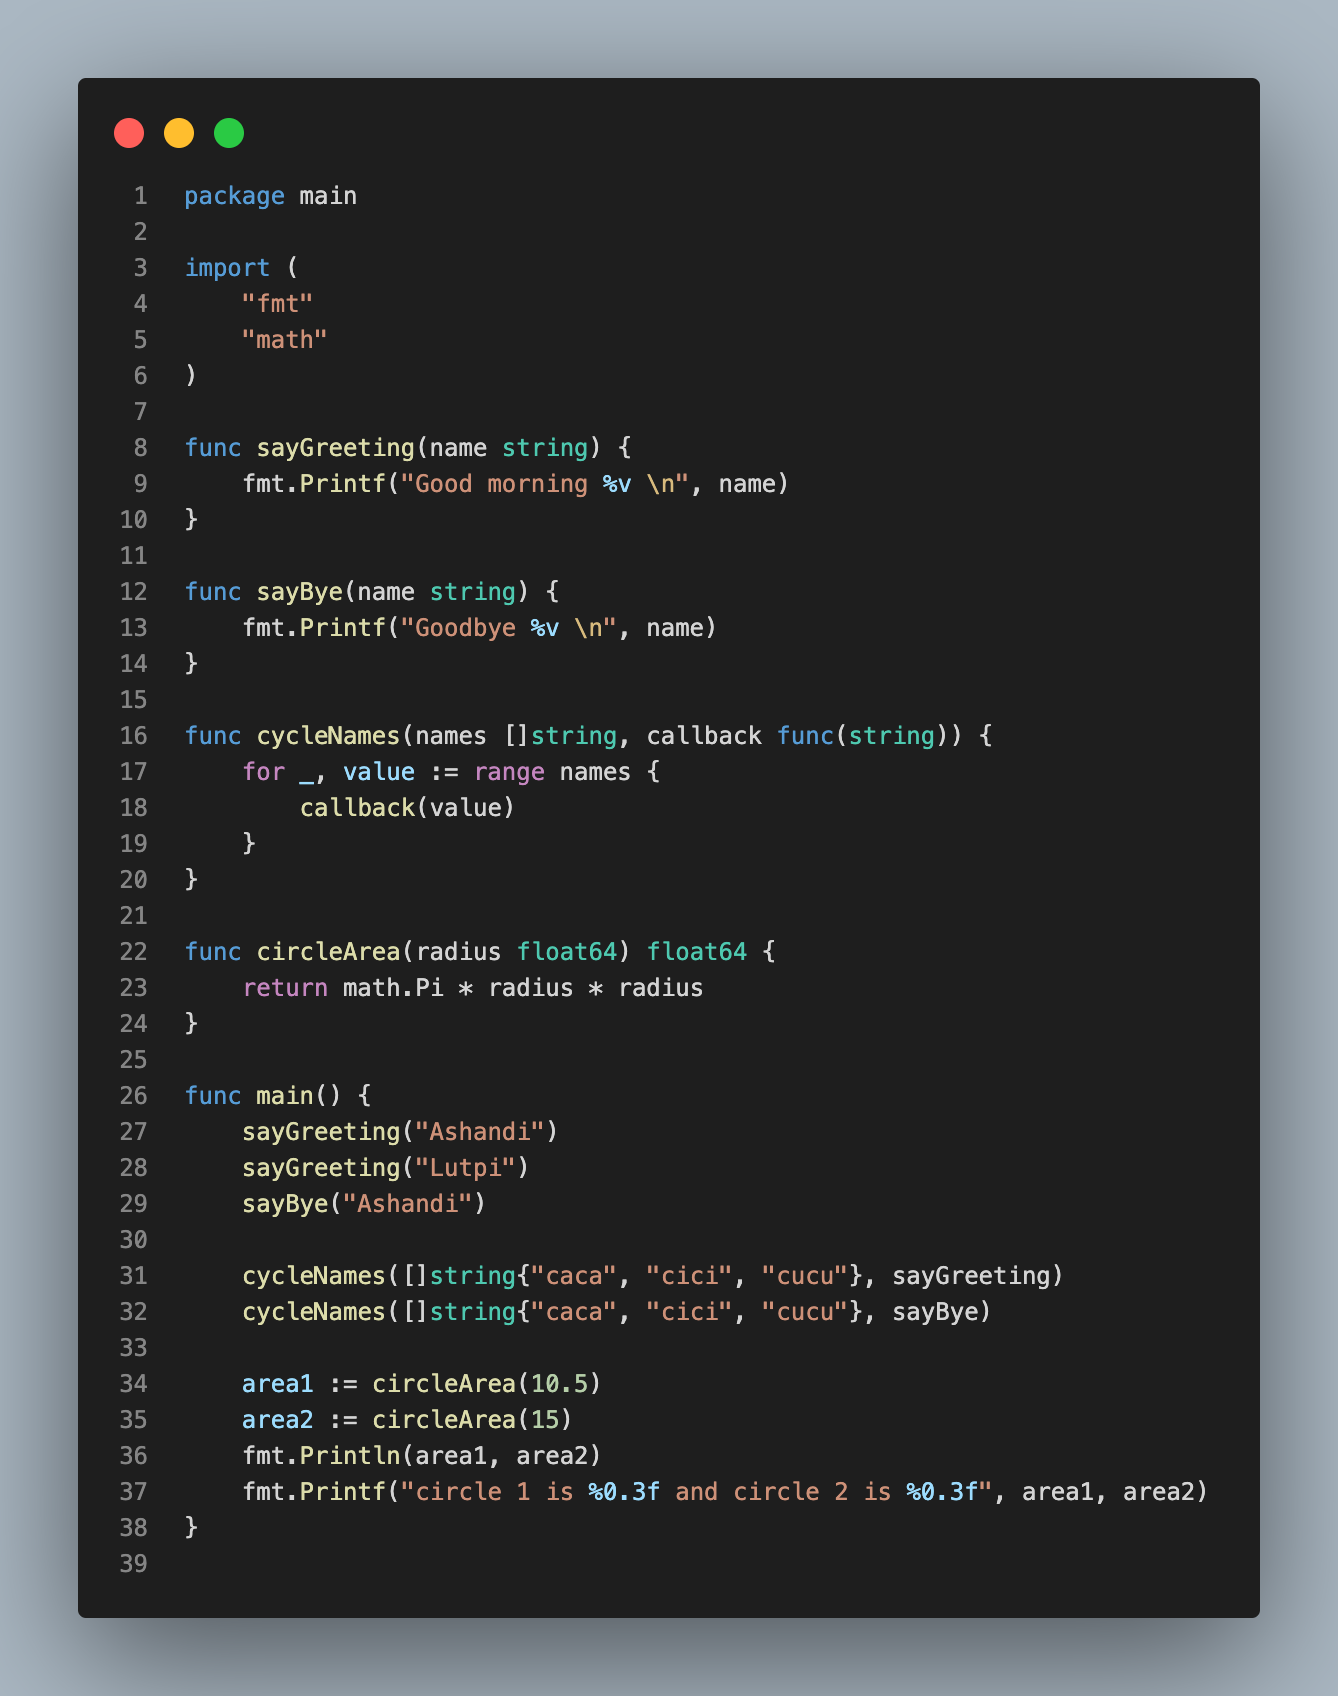 1 package main
2
3 import (
4     "fmt"
5     "math"
6 )
7
8 func sayGreeting(name string) {
9     fmt.Printf("Good morning %v \n", name)
10 }
11
12 func sayBye(name string) {
13     fmt.Printf("Goodbye %v \n", name)
14 }
15
16 func cycleNames(names []string, callback func(string)) {
17     for _, value := range names {
18         callback(value)
19     }
20 }
21
22 func circleArea(radius float64) float64 {
23     return math.Pi * radius * radius
24 }
25
26 func main() {
27     sayGreeting("Ashandi")
28     sayGreeting("Lutpi")
29     sayBye("Ashandi")
30
31     cycleNames([]string{"caca", "cici", "cucu"}, sayGreeting)
32     cycleNames([]string{"caca", "cici", "cucu"}, sayBye)
33
34     area1 := circleArea(10.5)
35     area2 := circleArea(15)
36     fmt.Println(area1, area2)
37     fmt.Printf("circle 1 is %0.3f and circle 2 is %0.3f", area1, area2)
38 }
39